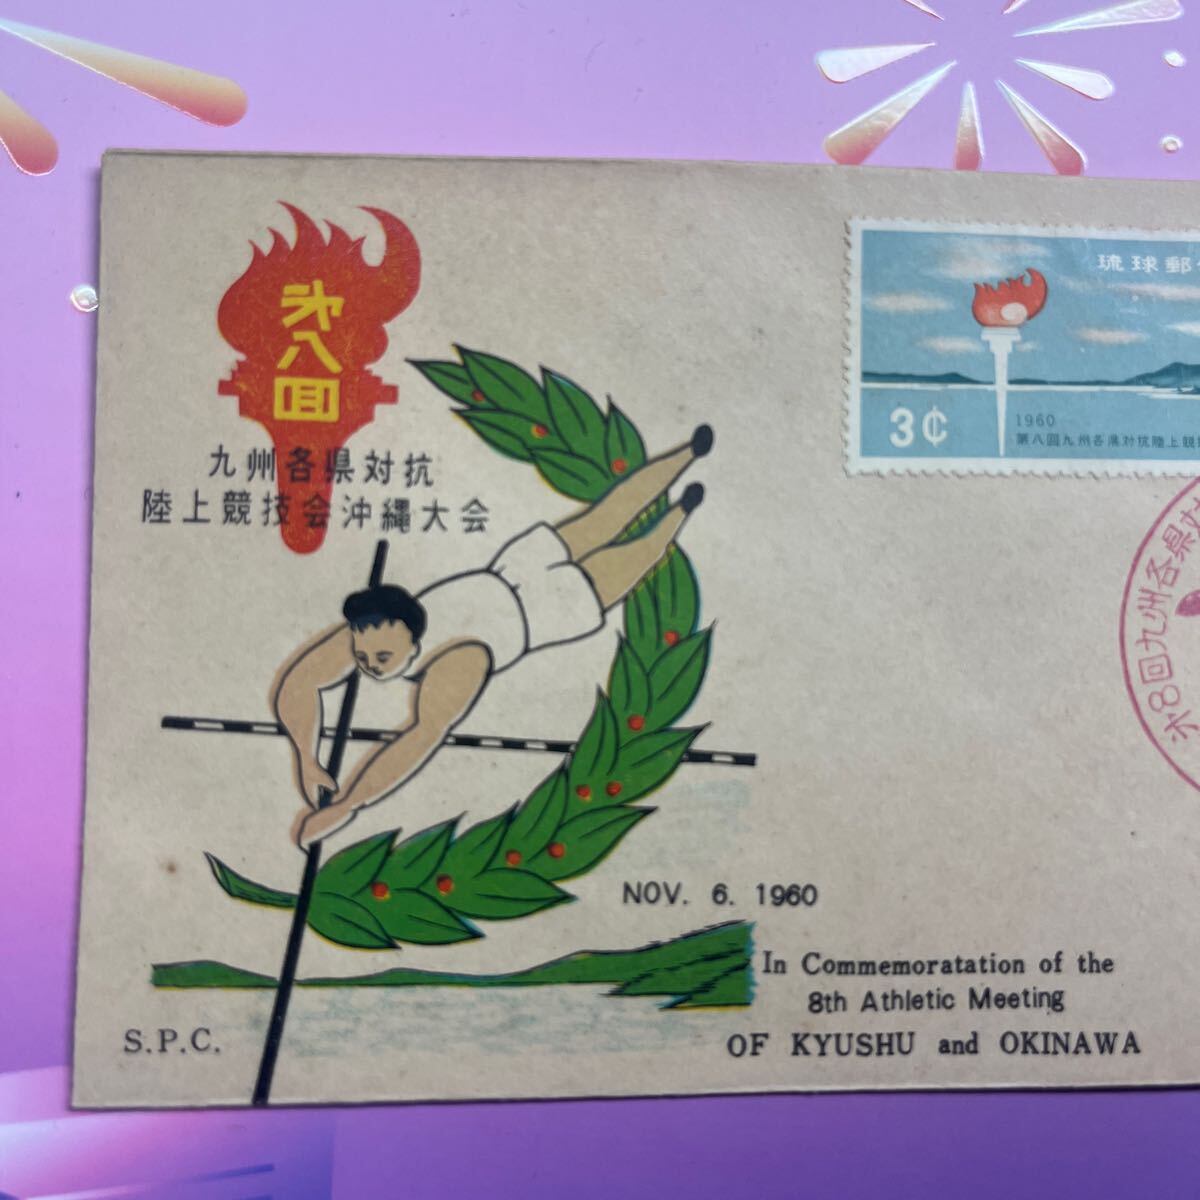 㐧八回
九州各県対抗
陸上競技会沖縄大会
琉球郵
3¢
1960
第八回九州各県対抗陸上競
㐧8回九州各県対
NOV. 6. 1960
In Commemoratation of the
8th Athletic Meeting
OF KYUSHU and OKINAWA
S.P.C.